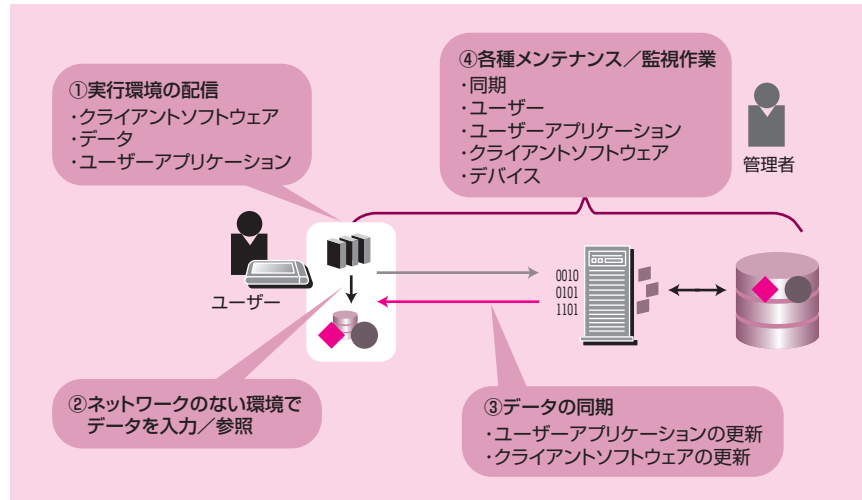 ①実行環境の配信
・クライアントソフトウェア
・データ
・ユーザーアプリケーション
④各種メンテナンス／監視作業
・同期
・ユーザー
・ユーザーアプリケーション
・クライアントソフトウェア
・デバイス
管理者
ユーザー
0010
0101
1101
②ネットワークのない環境で
データを入力／参照
③データの同期
・ユーザーアプリケーションの更新
・クライアントソフトウェアの更新